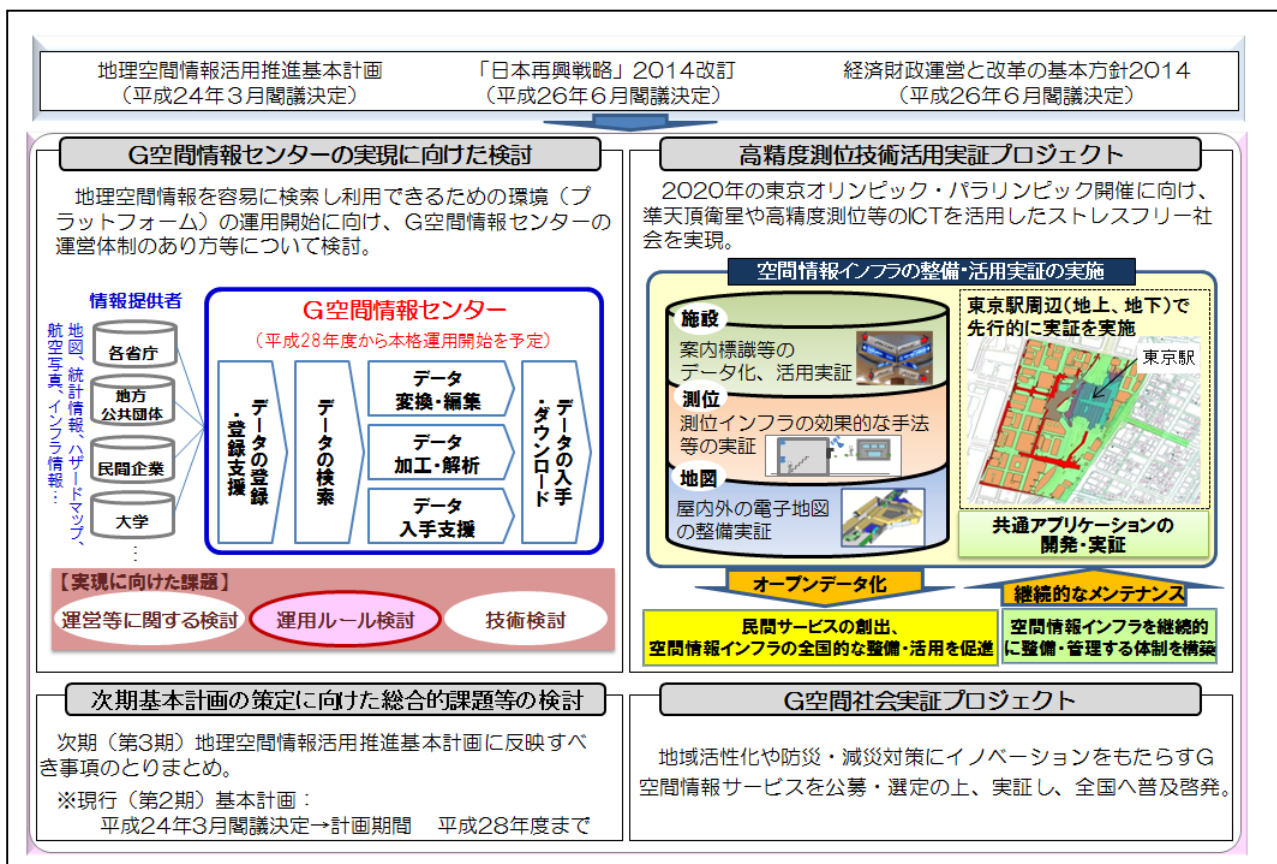 地理空間情報活用推進基本計画
(平成24年3月閣議決定)
「日本再興戦略」2014改訂
(平成26年6月閣議決定)
経済財政運営と改革の基本方針2014
(平成26年6月閣議決定)
G空間情報センターの実現に向けた検討
地理空間情報を容易に検索し利用できるための環境(プ
ラットフォーム)の運用開始に向け、G空間情報センターの
運営体制のあり方等について検討。
情報提供者
地図、統計情報、ハザードマップ、
航空写真、インフラ情報…
各省庁
地方
公共団体
民間企業
大学
…
G空間情報センター
(平成28年度から本格運用開始を予定)
データの登録
・登録支援
データの検索
データ
変換・編集
データ
加工・解析
データ
入手支援
データの入手
・ダウンロード
【実現に向けた課題】
運営等に関する検討
運用ルール検討
技術検討
高精度測位技術活用実証プロジェクト
2020年の東京オリンピック・パラリンピック開催に向け、
準天頂衛星や高精度測位等のICTを活用したストレスフリー社
会を実現。
空間情報インフラの整備・活用実証の実施
施設
案内標識等の
データ化、活用実証
測位
測位インフラの効果的な手法
等の実証
地図
屋内外の電子地図
の整備実証
東京駅周辺(地上、地下)で
先行的に実証を実施
東京駅
共通アプリケーションの
開発・実証
オープンデータ化
継続的なメンテナンス
民間サービスの創出、
空間情報インフラの全国的な整備・活用を促進
空間情報インフラを継続的
に整備・管理する体制を構築
次期基本計画の策定に向けた総合的課題等の検討
次期(第3期)地理空間情報活用推進基本計画に反映すべ
き事項のとりまとめ。
※現行(第2期)基本計画:
平成24年3月閣議決定→計画期間 平成28年度まで
G空間社会実証プロジェクト
地域活性化や防災・減災対策にイノベーションをもたらすG
空間情報サービスを公募・選定の上、実証し、全国へ普及啓発。